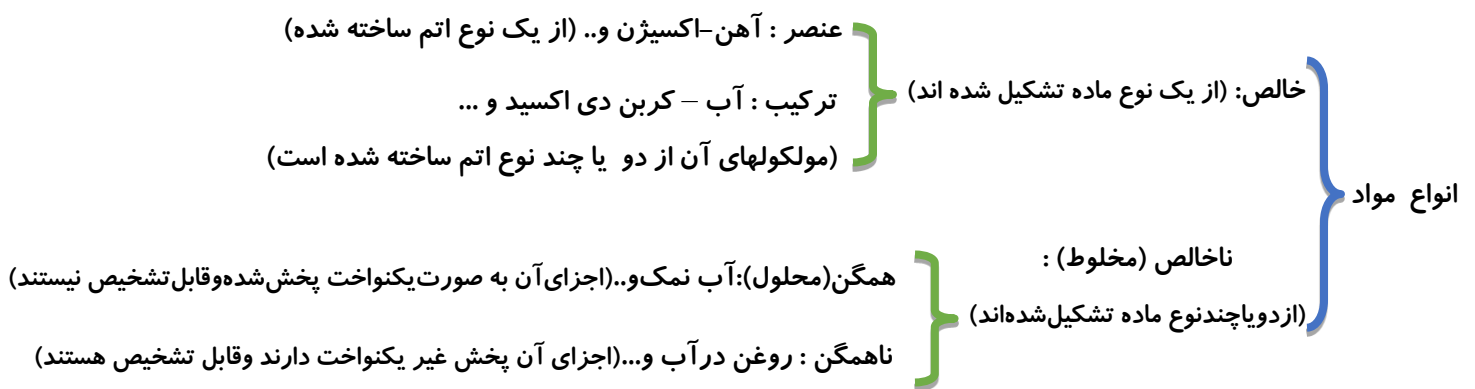 انواع مواد
خالص: (از یک نوع ماده تشکیل شده اند)
عنصر : آهن–اکسیژن و.. (از یک نوع اتم ساخته شده)
ترکیب : آب – کربن دی اکسید و ...
(مولکولهای آن از دو یا چند نوع اتم ساخته شده است)
ناخالص (مخلوط) :
(ازدویاچندنوع ماده تشکیل‌شده‌اند)
همگن(محلول):آب نمک‌و..(اجزای‌آن به صورت‌یکنواخت پخش‌شده‌وقابل‌تشخیص نیستند)
ناهمگن : روغن درآب و...(اجزای آن پخش غیر یکنواخت دارند وقابل تشخیص هستند)